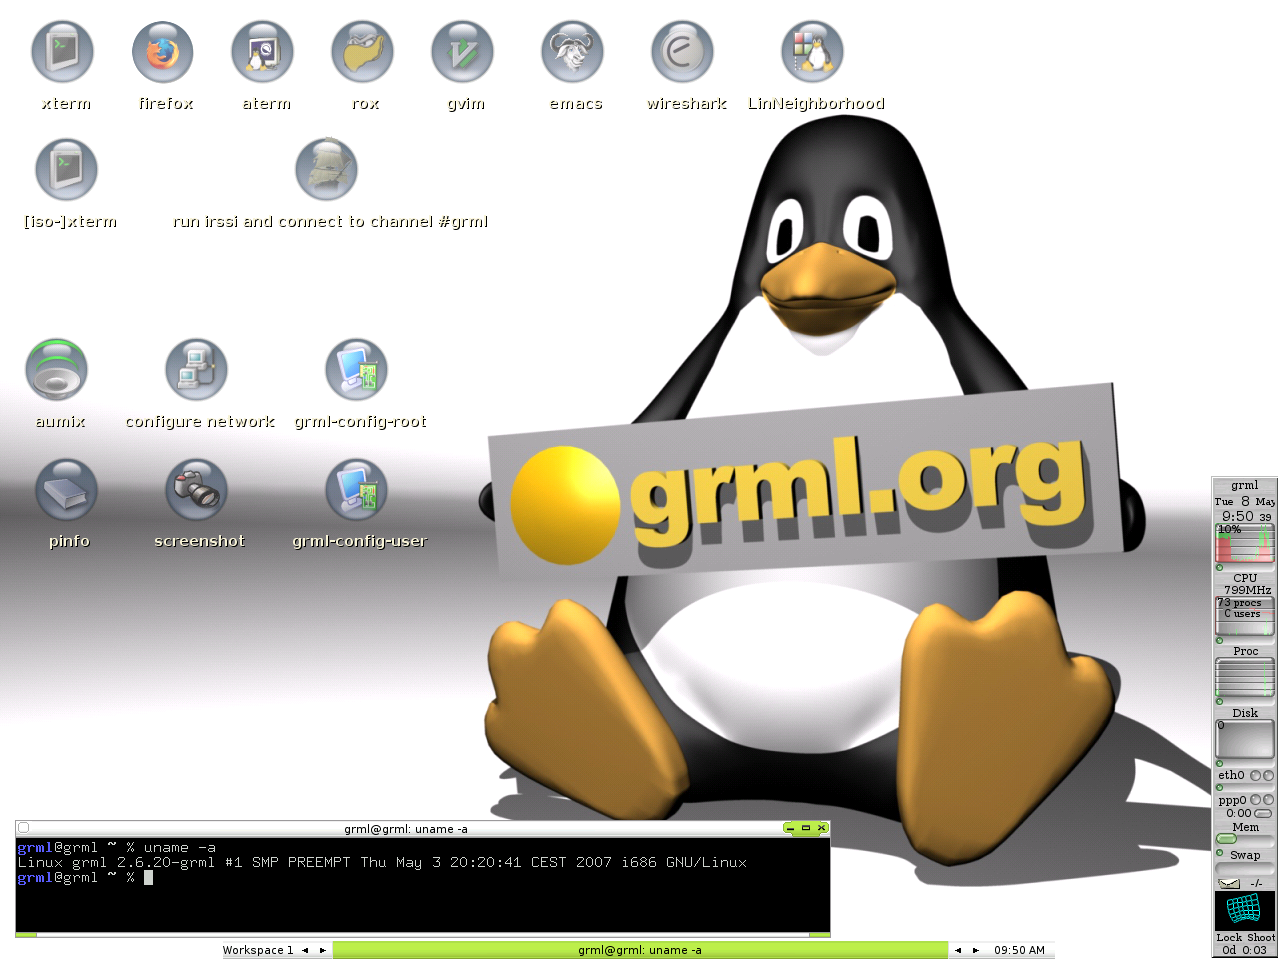 xterm firefox aterm rox gvim emacs wireshark LinNeighborhood
[iso-]xterm run irssi and connect to channel #grml
aumix configure network grml-config-root
pinfo screenshot grml-config-user
grml.org
grml
Tue 8 May
9:50 39
10%
CPU
799MHz
73 procs
users
Proc
Disk
0
eth0
ppp0
0:00
Mem
Swap
-/-
Lock Shoot
0d 0:03
grml@grml: uname -a
grml@grml ~ % uname -a
Linux grml 2.6.20-grml #1 SMP PREEMPT Thu May 3 20:20:41 CEST 2007 i686 GNU/Linux
grml@grml ~ %
Workspace 1 grml@grml: uname -a 09:50 AM